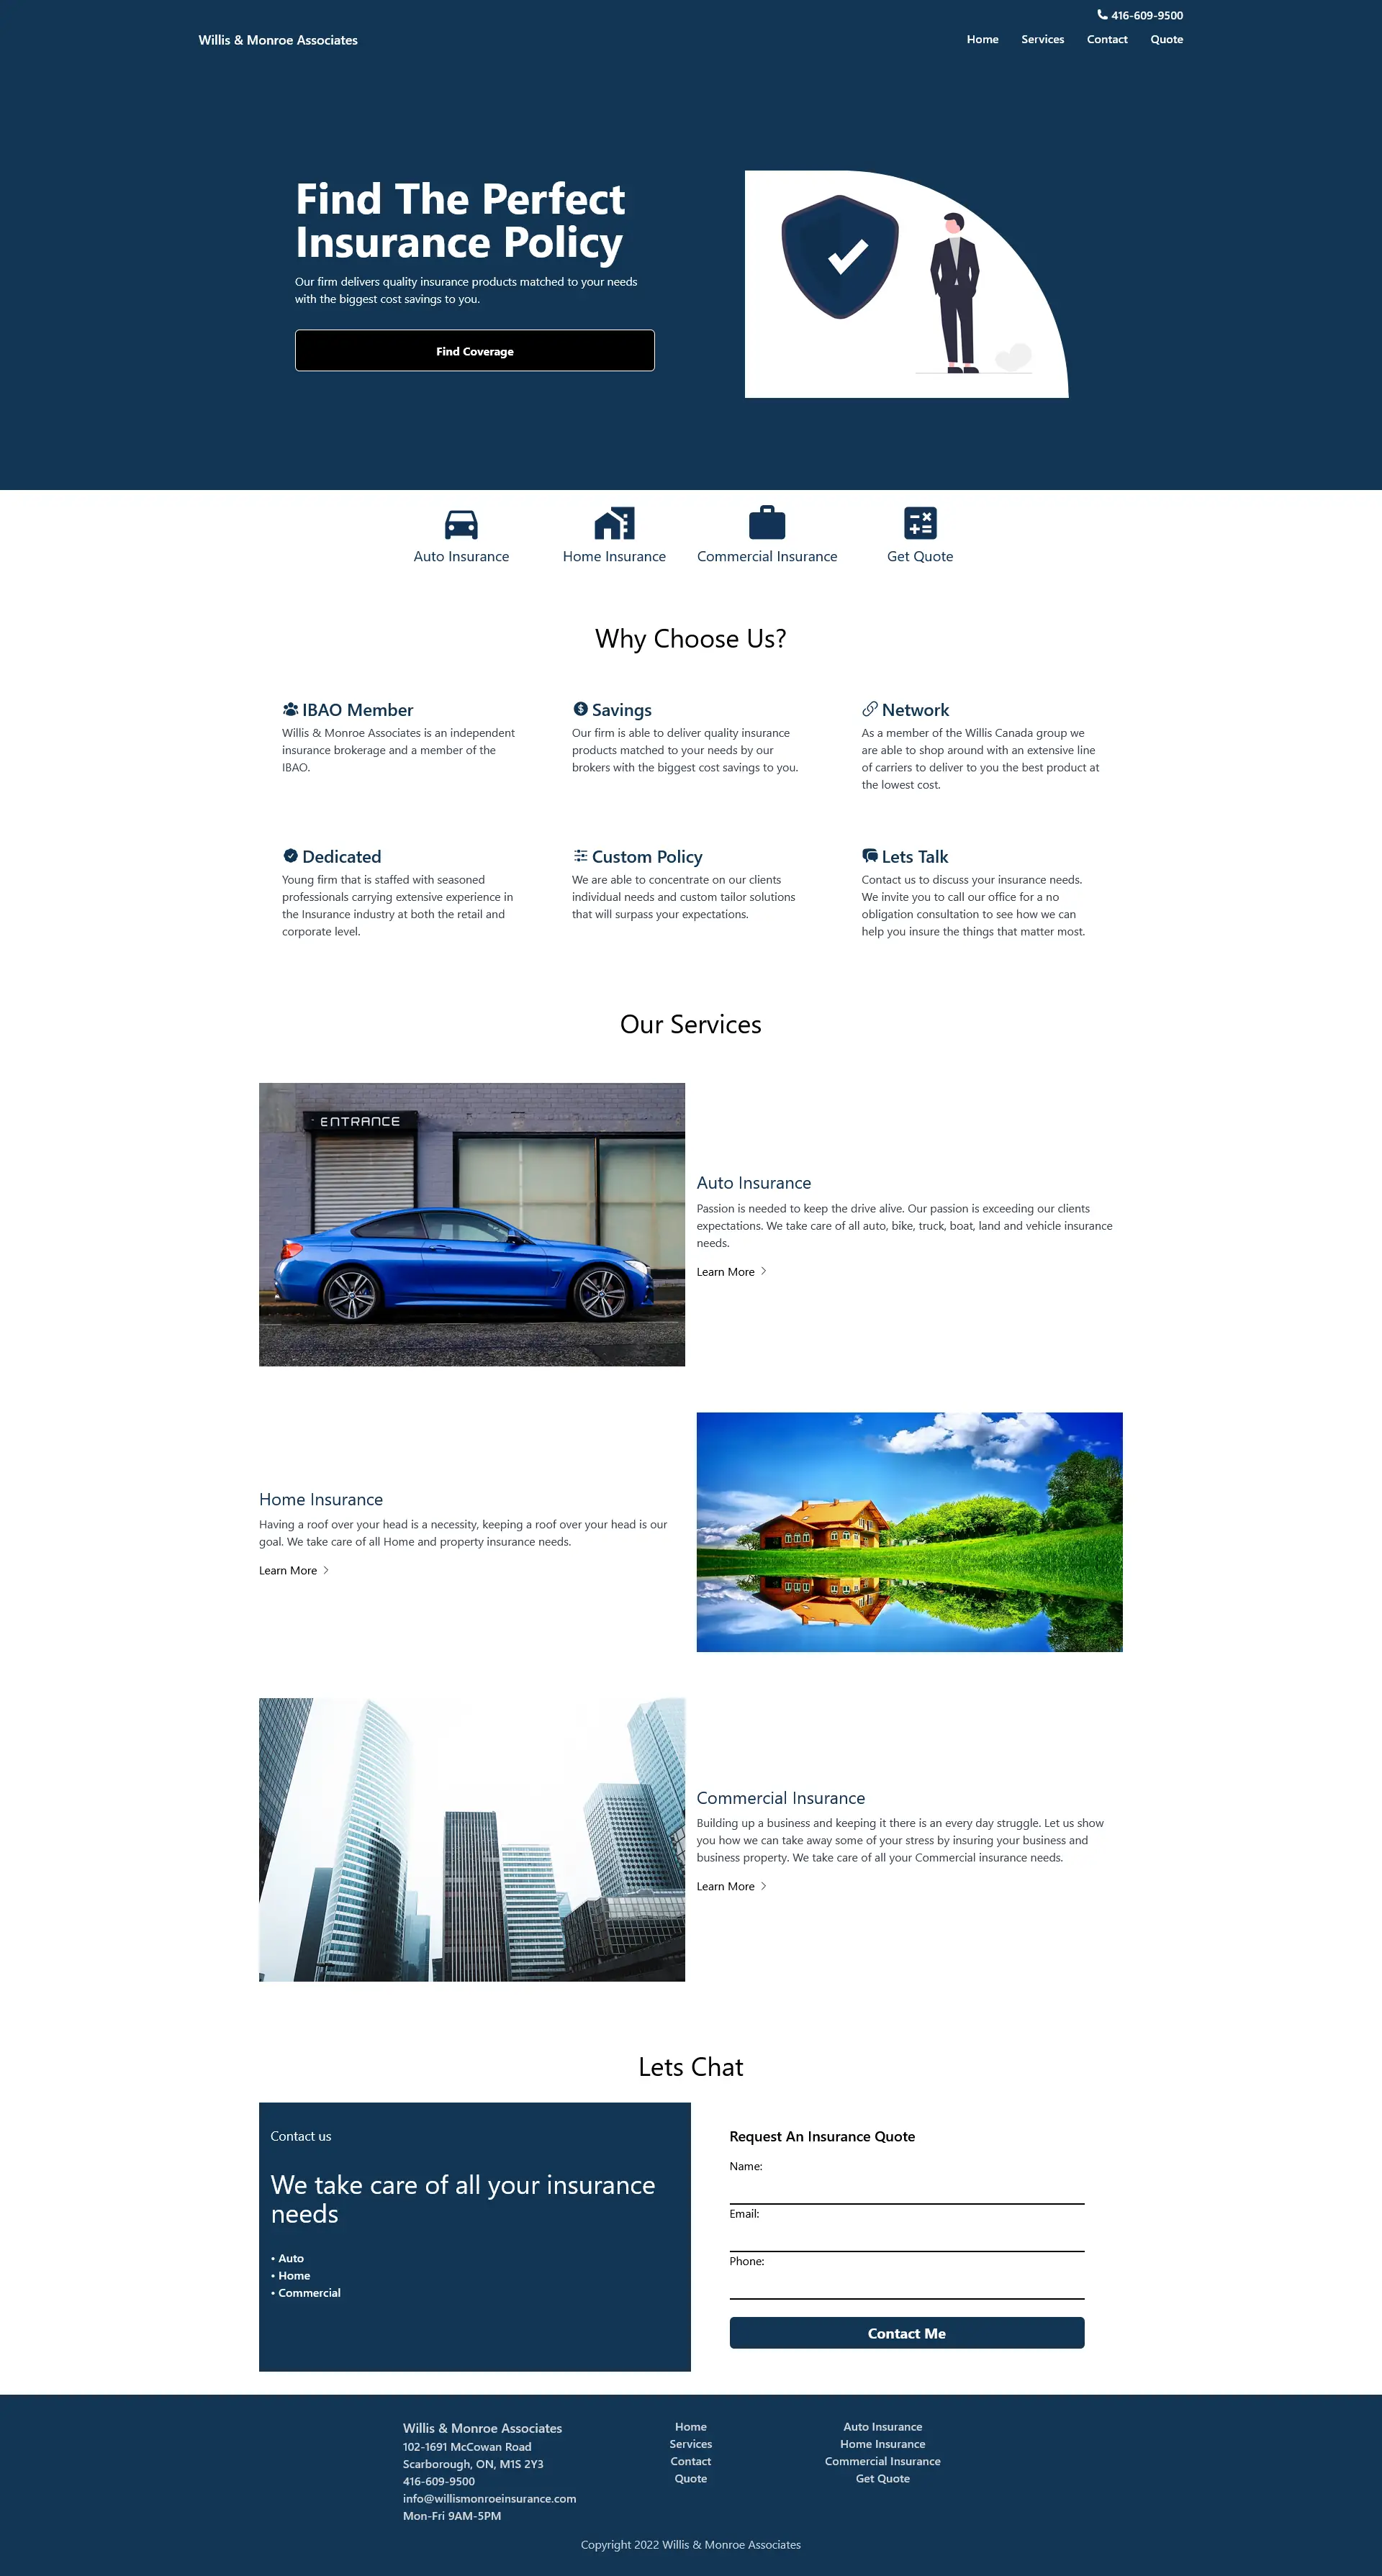 416-609-9500
Willis & Monroe Associates
Home
Services
Contact
Quote
Find The Perfect
Insurance Policy
Our firm delivers quality insurance products matched to your needs
with the biggest cost savings to you.
Find Coverage
Auto Insurance
Home Insurance
Commercial Insurance
Get Quote
Why Choose Us?
IBAO Member
Willis & Monroe Associates is an independent
insurance brokerage and a member of the
IBAO.
Savings
Our firm is able to deliver quality insurance
products matched to your needs by our
brokers with the biggest cost savings to you.
Network
As a member of the Willis Canada group we
are able to shop around with an extensive line
of carriers to deliver to you the best product at
the lowest cost.
Dedicated
Young firm that is staffed with seasoned
professionals carrying extensive experience in
the Insurance industry at both the retail and
corporate level.
Custom Policy
We are able to concentrate on our clients
individual needs and custom tailor solutions
that will surpass your expectations.
Lets Talk
Contact us to discuss your insurance needs.
We invite you to call our office for a no
obligation consultation to see how we can
help you insure the things that matter most.
Our Services
ENTRANCE
Auto Insurance
Passion is needed to keep the drive alive. Our passion is exceeding our clients
expectations. We take care of all auto, bike, truck, boat, land and vehicle insurance
needs.
Learn More
Home Insurance
Having a roof over your head is a necessity, keeping a roof over your head is our
goal. We take care of all Home and property insurance needs.
Learn More
Commercial Insurance
Building up a business and keeping it there is an every day struggle. Let us show
you how we can take away some of your stress by insuring your business and
business property. We take care of all your Commercial insurance needs.
Learn More
Lets Chat
Contact us
We take care of all your insurance
needs
• Auto
• Home
• Commercial
Request An Insurance Quote
Name:
Email:
Phone:
Contact Me
Willis & Monroe Associates
102-1691 McCowan Road
Scarborough, ON, M1S 2Y3
416-609-9500
info@willismonroeinsurance.com
Mon-Fri 9AM-5PM
Home
Services
Contact
Quote
Auto Insurance
Home Insurance
Commercial Insurance
Get Quote
Copyright 2022 Willis & Monroe Associates